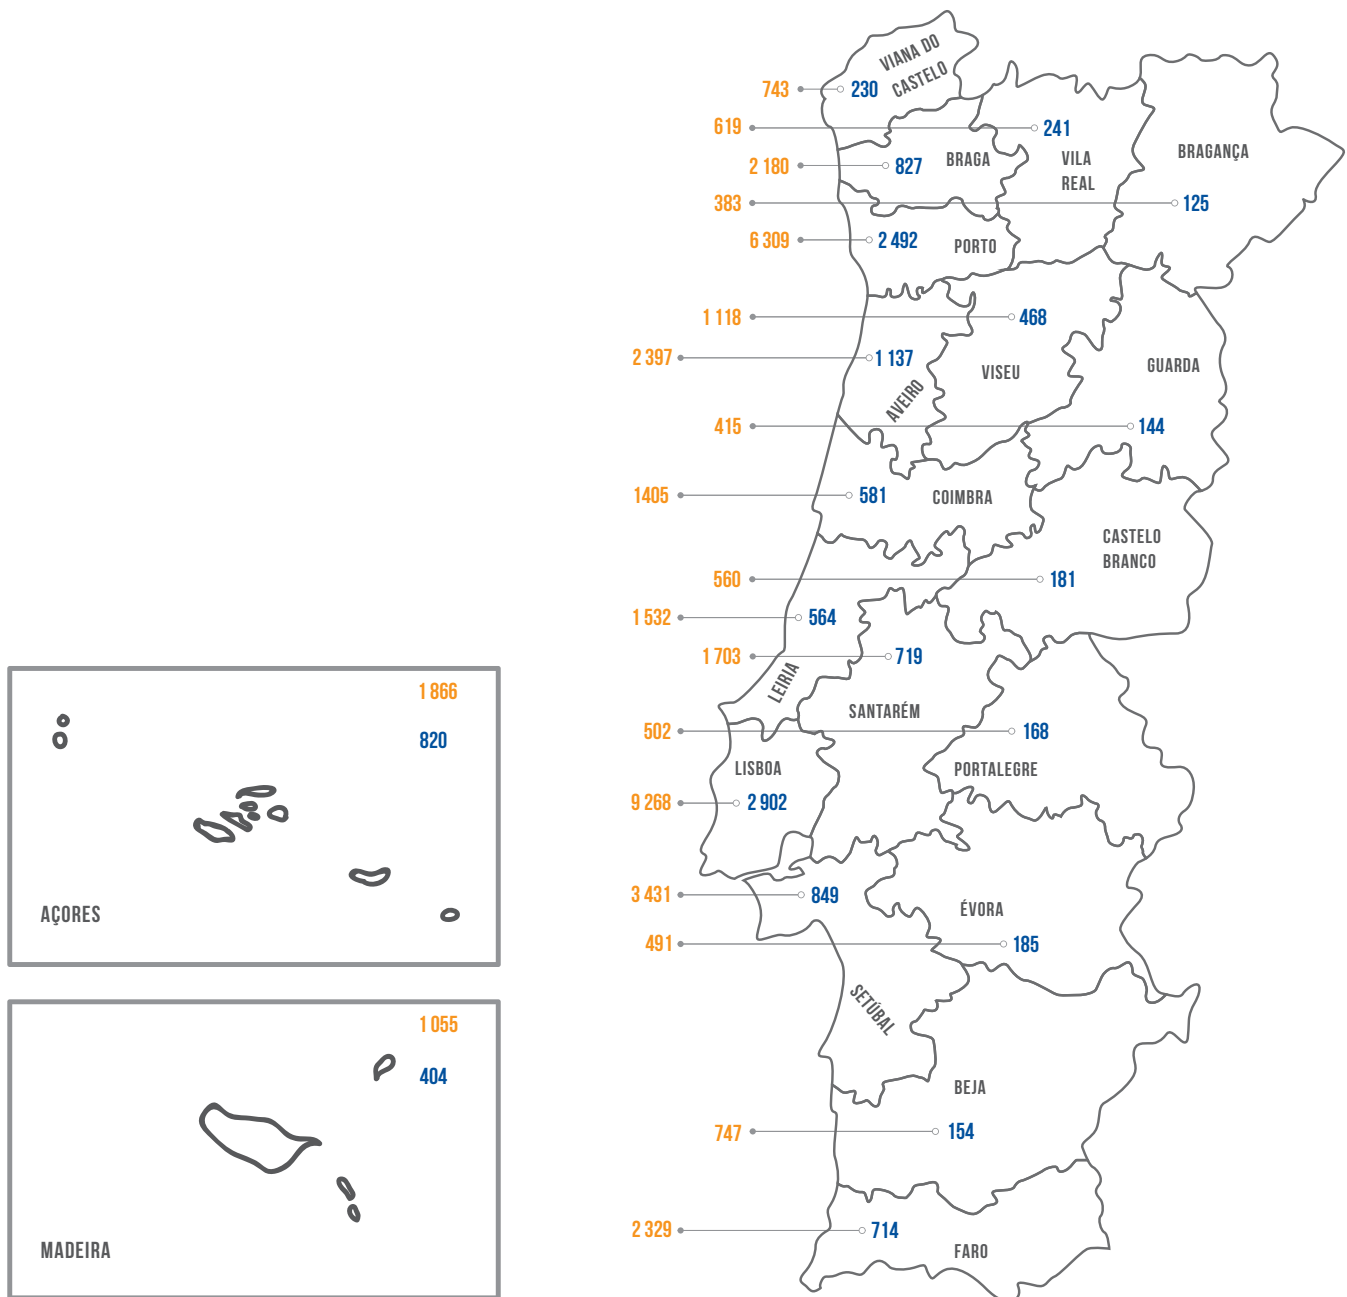 VIANA DO
CASTELO
743 230
619 241
BRAGA
VILA
REAL
BRAGANÇA
2 180 827
383 125
6 309 2 492
PORTO
1 118 468
2 397 1 137
AVEIRO
VISEU
GUARDA
415 144
1405 581
COIMBRA
CASTELO
BRANCO
560 181
1 532 564
LEIRIA
1 703 719
SANTARÉM
502 168
PORTALEGRE
LISBOA
9 268 2 902
3 431 849
ÉVORA
491 185
SETÚBAL
BEJA
747 154
2 329 714
FARO
1 866
820
AÇORES
1 055
404
MADEIRA